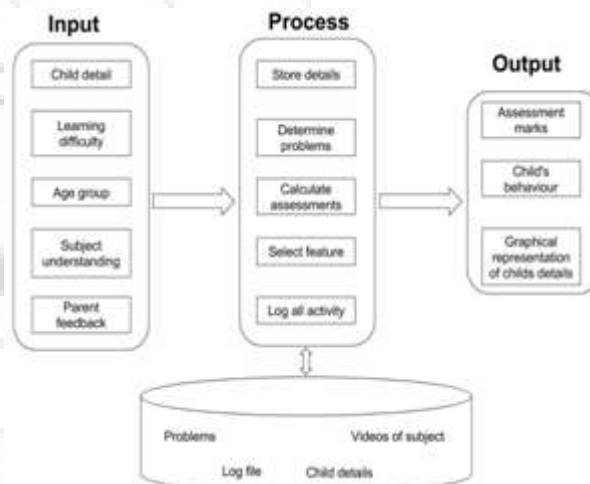 Input
Child detail
Learning
difficulty
Age group
Subject
understanding
Parent
feedback
Process
Store details
Determine
problems
Calculate
assessments
Select feature
Log all activity
Output
Assessment
marks
Child's
behaviour
Graphical
representation
of childs details
Problems
Videos of subject
Log file
Child details